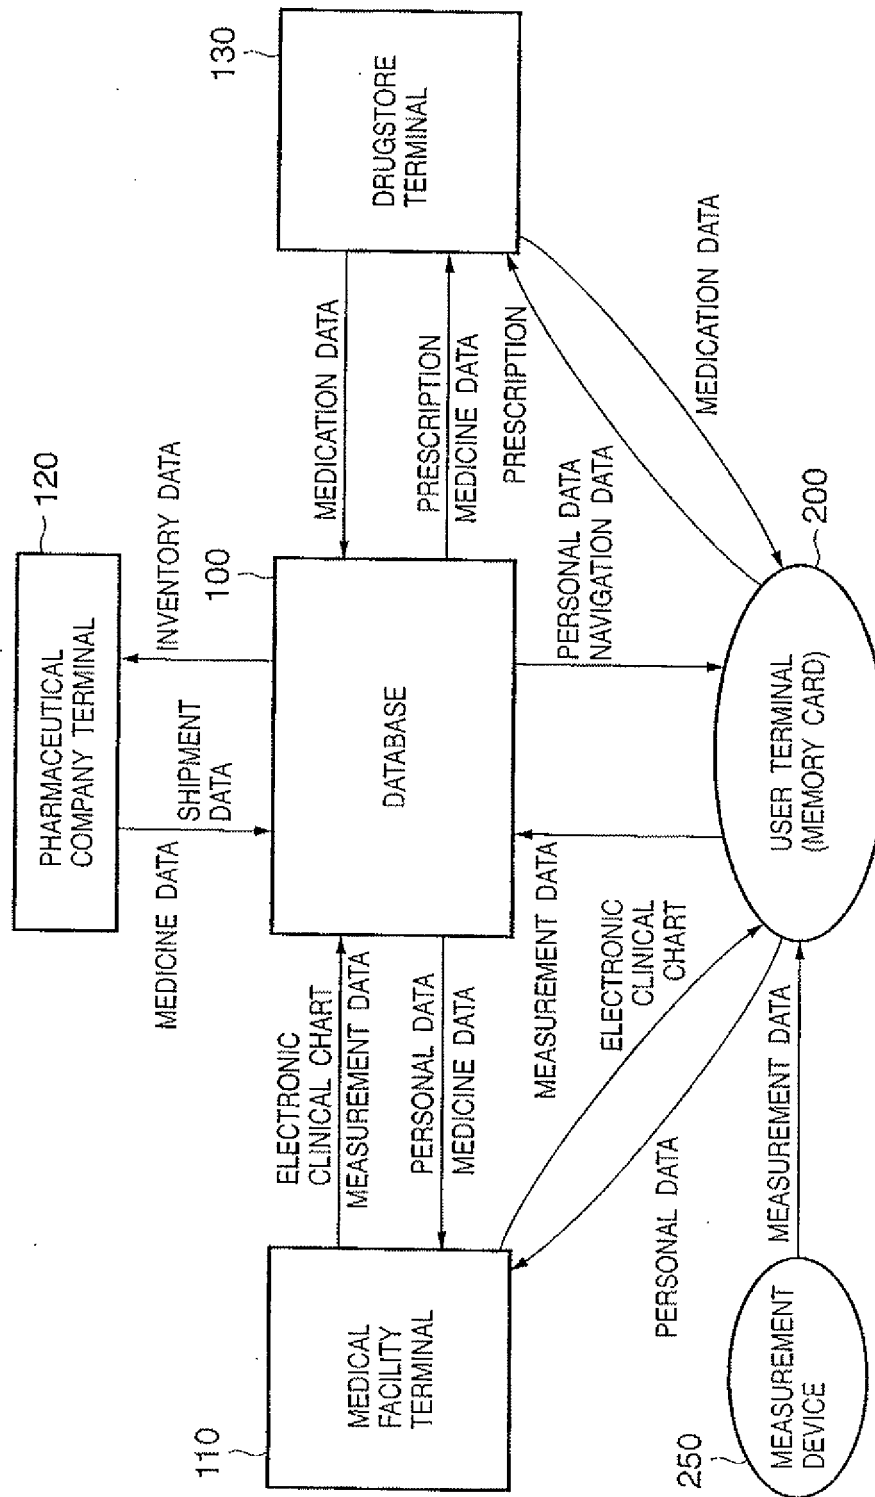 120
PHARMACEUTICAL
COMPANY TERMINAL
MEDICINE DATA
SHIPMENT
DATA
INVENTORY DATA
110
MEDICAL
FACILITY
TERMINAL
ELECTRONIC
CLINICAL CHART
MEASUREMENT DATA
PERSONAL DATA
MEDICINE DATA
100
DATABASE
MEDICATION DATA
PRESCRIPTION
MEDICINE DATA
130
DRUGSTORE
TERMINAL
MEASUREMENT DATA
ELECTRONIC
CLINICAL
CHART
PERSONAL DATA
PERSONAL DATA
NAVIGATION DATA
PRESCRIPTION
MEDICATION DATA
250
MEASUREMENT
DEVICE
MEASUREMENT DATA
200
USER TERMINAL
(MEMORY CARD)